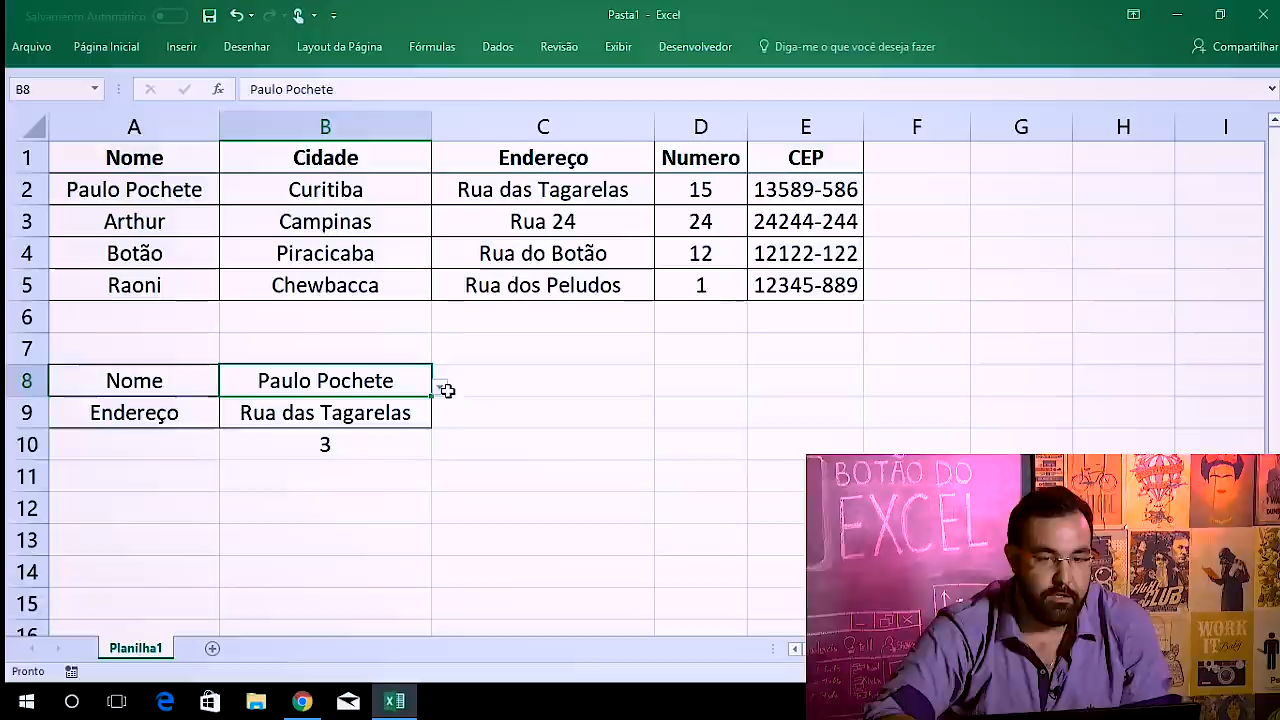 Salvamento Automático
Pasta1 - Excel
Arquivo Página Inicial Inserir Desenhar Layout da Página Fórmulas Dados Revisão Exibir Desenvolvedor Diga-me o que você deseja fazer Compartilhar
B8 fx Paulo Pochete
A B C D E F G H I
1 Nome Cidade Endereço Numero CEP
2 Paulo Pochete Curitiba Rua das Tagarelas 15 13589-586
3 Arthur Campinas Rua 24 24 24244-244
4 Botão Piracicaba Rua do Botão 12 12122-122
5 Raoni Chewbacca Rua dos Peludos 1 12345-889
6
7
8 Nome Paulo Pochete
9 Endereço Rua das Tagarelas
10 3
11
12
13
14
15
16
BOTÃO DO
EXCEL
WORK
IT
Planilha1
Pronto